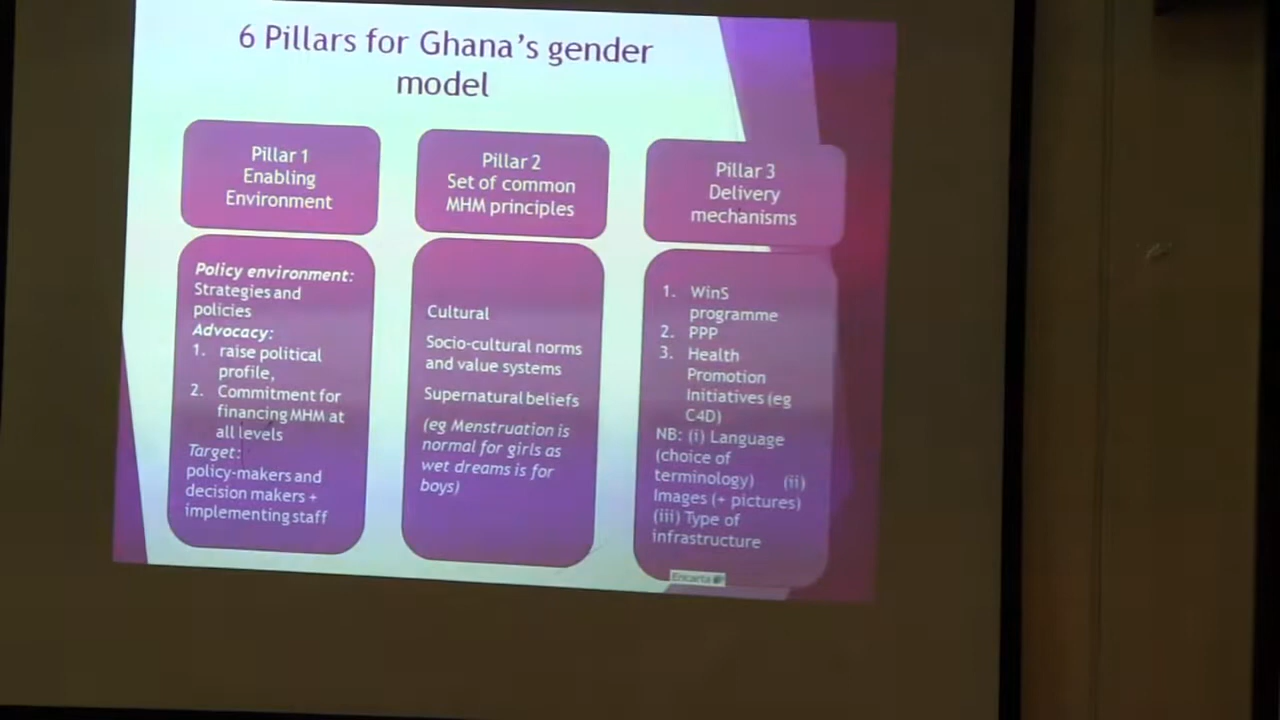 6 Pillars for Ghana's gender
model
Pillar 1
Enabling
Environment
Policy environment:
Strategies and
policies
Advocacy:
1. raise political
profile,
2. Commitment for
financing MHM at
all levels
Target:
policy-makers and
decision makers +
implementing staff
Pillar 2
Set of common
MHM principles
Cultural
Socio-cultural norms
and value systems
Supernatural beliefs
(eg Menstruation is
normal for girls as
wet dreams is for
boys)
Pillar 3
Delivery
mechanisms
1. WinS
programme
2. PPP
3. Health
Promotion
Initiatives (eg
C4D)
NB: (i) Language
(choice of
terminology) (ii)
Images (+ pictures)
(iii) Type of
infrastructure
Encarta